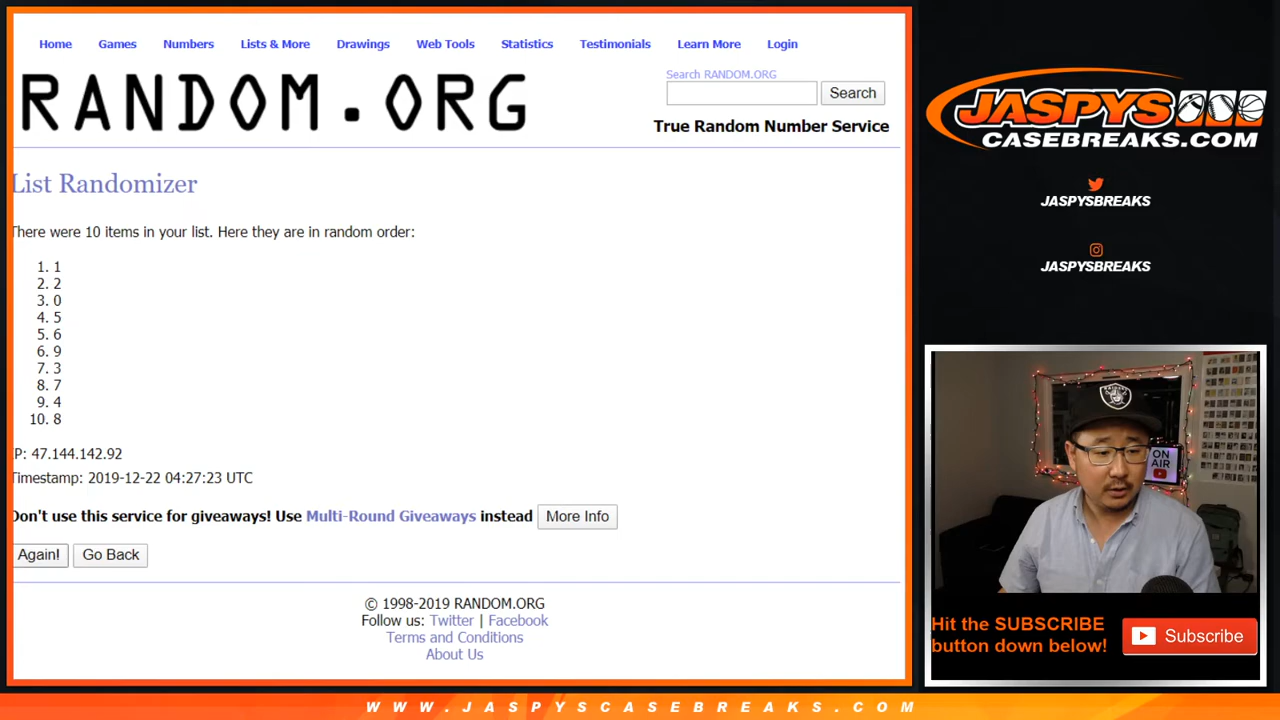 Home Games Numbers Lists & More Drawings Web Tools Statistics Testimonials Learn More Login
RANDOM.ORG
Search RANDOM.ORG
Search
True Random Number Service
List Randomizer
There were 10 items in your list. Here they are in random order:
1. 1
2. 2
3. 0
4. 5
5. 6
6. 9
7. 3
8. 7
9. 4
10. 8
IP: 47.144.142.92
Timestamp: 2019-12-22 04:27:23 UTC
Don't use this service for giveaways! Use Multi-Round Giveaways instead More Info
Again! Go Back
© 1998-2019 RANDOM.ORG
Follow us: Twitter | Facebook
Terms and Conditions
About Us
JASPYS
CASEBREAKS.COM
JASPYSBREAKS
JASPYSBREAKS
RAIDERS
ON
AIR
Hit the SUBSCRIBE
button down below!
Subscribe
WWW.JASPYSCASEBREAKS.COM